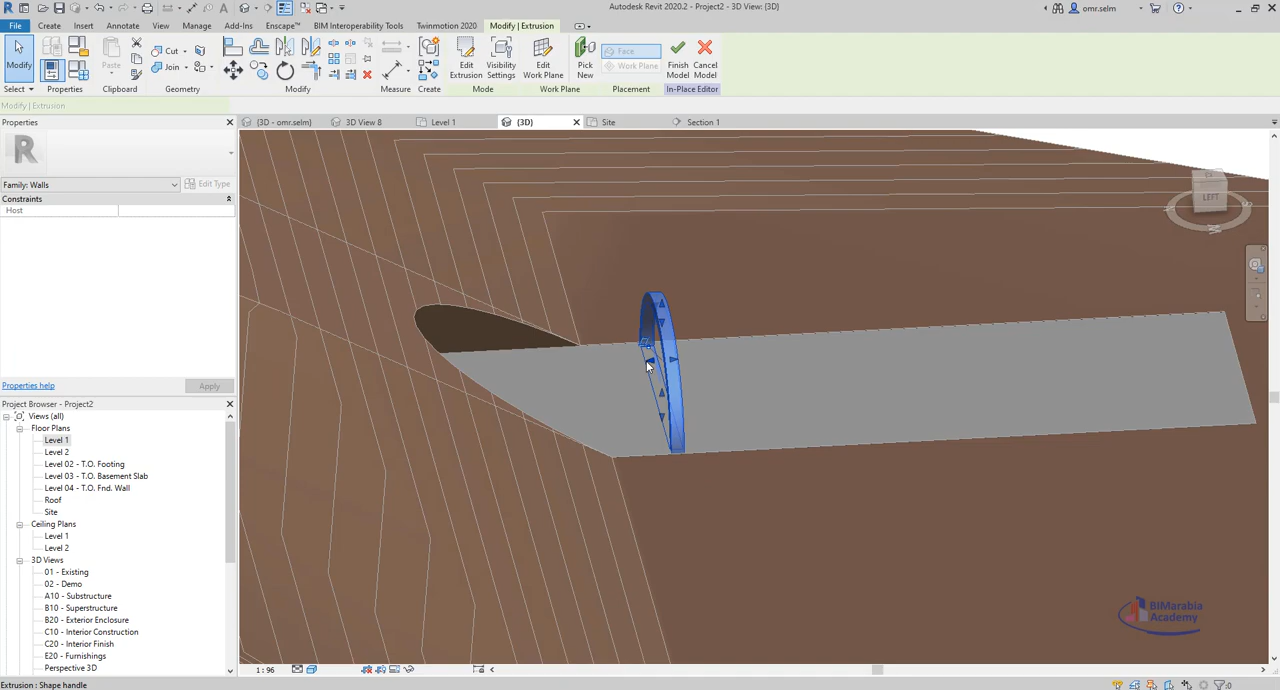 Autodesk Revit 2020.2 - Project2 - 3D View: {3D}
omr.selm
File Create Insert Annotate View Manage Add-Ins Enscape™ BIM Interoperability Tools Twinmotion 2020 Modify | Extrusion
Modify
Paste
Cut
Join
Edit Extrusion
Visibility Settings
Edit Work Plane
Pick New
Face
Work Plane
Finish Model
Cancel Model
Select Properties Clipboard Geometry Modify Measure Create Mode Work Plane Placement In-Place Editor
Modify | Extrusion
Properties
{3D - omr.selm}
3D View 8
Level 1
{3D}
Site
Section 1
R
Family: Walls
Edit Type
Constraints
Host
LEFT
Properties help
Apply
Project Browser - Project2
Views (all)
Floor Plans
Level 1
Level 2
Level 02 - T.O. Footing
Level 03 - T.O. Basement Slab
Level 04 - T.O. Fnd. Wall
Roof
Site
Ceiling Plans
Level 1
Level 2
3D Views
01 - Existing
02 - Demo
A10 - Substructure
B10 - Superstructure
B20 - Exterior Enclosure
C10 - Interior Construction
C20 - Interior Finish
E20 - Furnishings
Perspective 3D
BIMarabia
Academy
1 : 96
Extrusion : Shape handle
:0